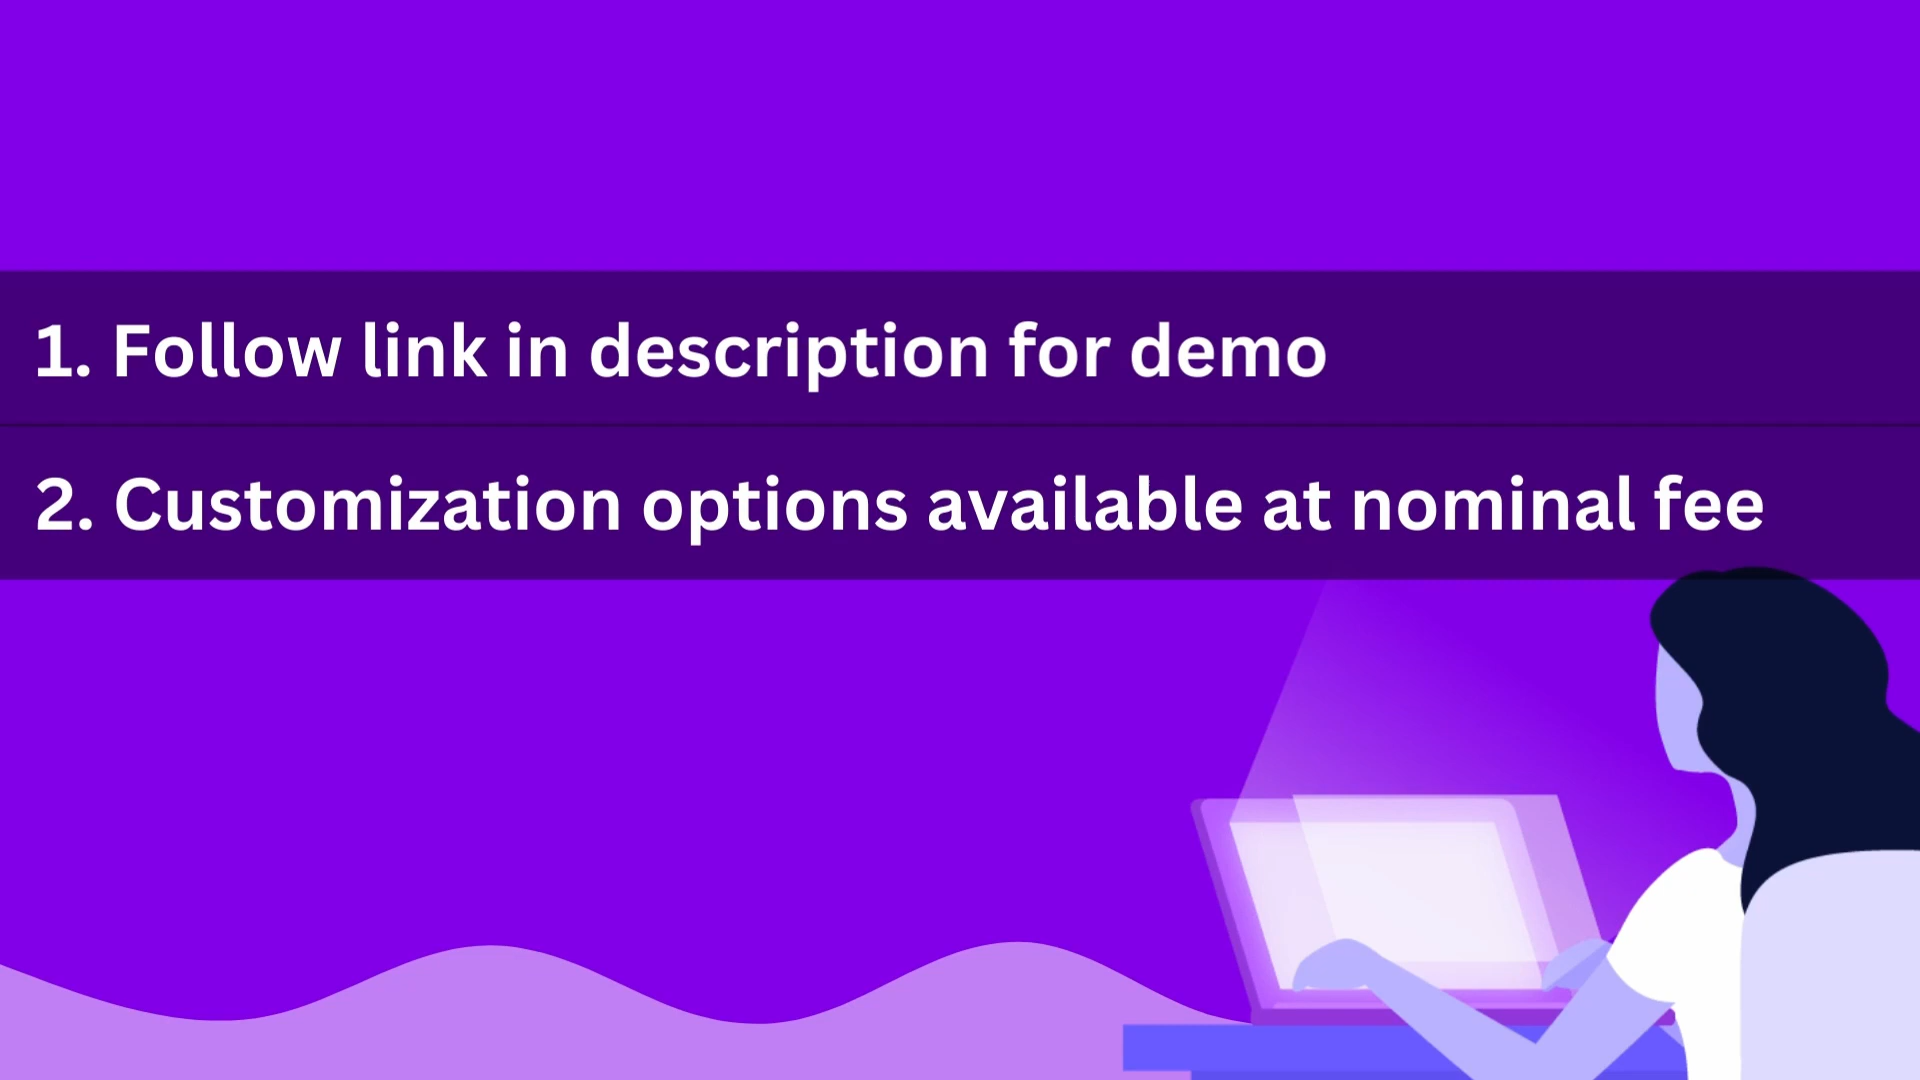 1. Follow link in description for demo
2. Customization options available at nominal fee